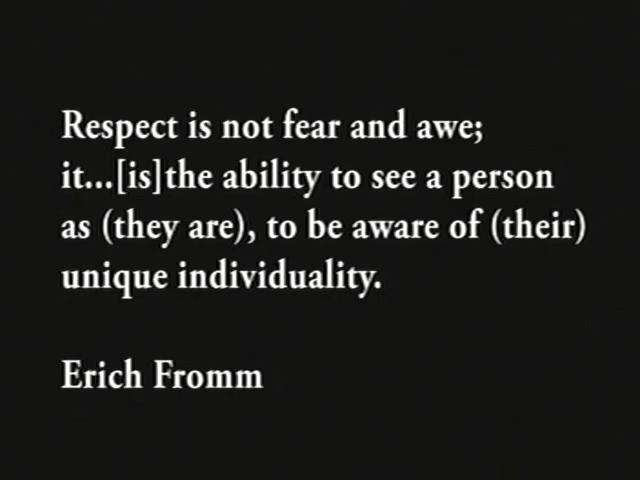 Respect is not fear and awe;
it...[is]the ability to see a person
as (they are), to be aware of (their)
unique individuality.
Erich Fromm